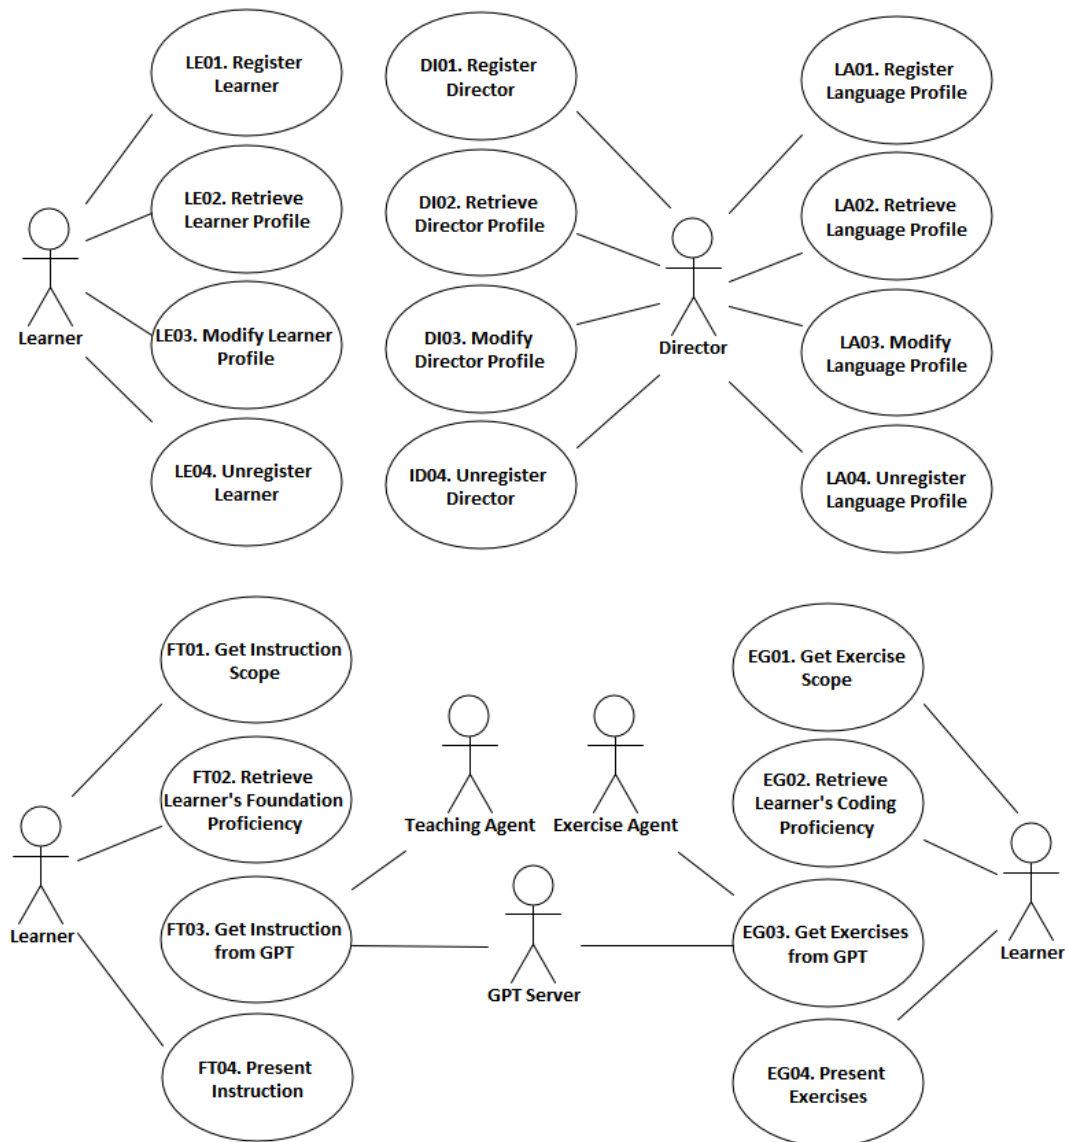 LE01. Register
Learner
DI01. Register
Director
LA01. Register
Language Profile
LE02. Retrieve
Learner Profile
DI02. Retrieve
Director Profile
LA02. Retrieve
Language Profile
Learner
LE03. Modify Learner
Profile
DI03. Modify
Director Profile
Director
LA03. Modify
Language Profile
LE04. Unregister
Learner
ID04. Unregister
Director
LA04. Unregister
Language Profile
FT01. Get Instruction
Scope
EG01. Get Exercise
Scope
FT02. Retrieve
Learner's Foundation
Proficiency
Teaching Agent
Exercise Agent
EG02. Retrieve
Learner's Coding
Proficiency
Learner
FT03. Get Instruction
from GPT
GPT Server
EG03. Get Exercises
from GPT
Learner
FT04. Present
Instruction
EG04. Present
Exercises